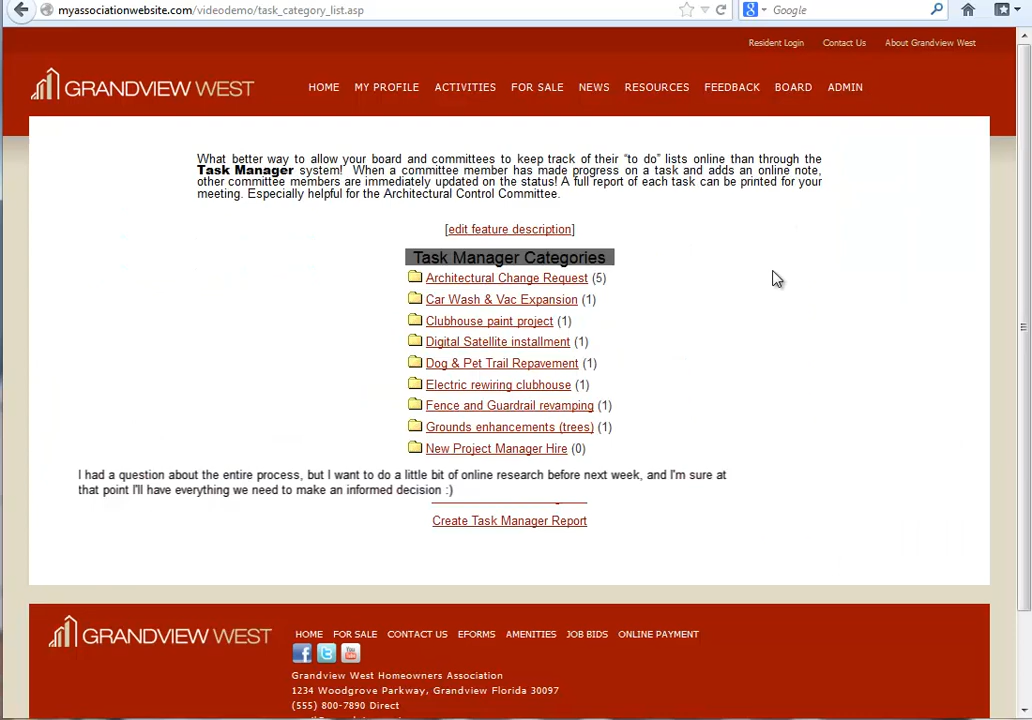 myassociationwebsite.com/videodemo/task_category_list.asp
Google
Resident Login Contact Us About Grandview West
GRANDVIEW WEST
HOME MY PROFILE ACTIVITIES FOR SALE NEWS RESOURCES FEEDBACK BOARD ADMIN
What better way to allow your board and committees to keep track of their “to do” lists online than through the
Task Manager system! When a committee member has made progress on a task and adds an online note,
other committee members are immediately updated on the status! A full report of each task can be printed for your
meeting. Especially helpful for the Architectural Control Committee.
[edit feature description]
Task Manager Categories
Architectural Change Request (5)
Car Wash & Vac Expansion (1)
Clubhouse paint project (1)
Digital Satellite installment (1)
Dog & Pet Trail Repavement (1)
Electric rewiring clubhouse (1)
Fence and Guardrail revamping (1)
Grounds enhancements (trees) (1)
New Project Manager Hire (0)
I had a question about the entire process, but I want to do a little bit of online research before next week, and I'm sure at
that point I'll have everything we need to make an informed decision :)
Create Task Manager Report
GRANDVIEW WEST
HOME FOR SALE CONTACT US EFORMS AMENITIES JOB BIDS ONLINE PAYMENT
Grandview West Homeowners Association
1234 Woodgrove Parkway, Grandview Florida 30097
(555) 800-7890 Direct